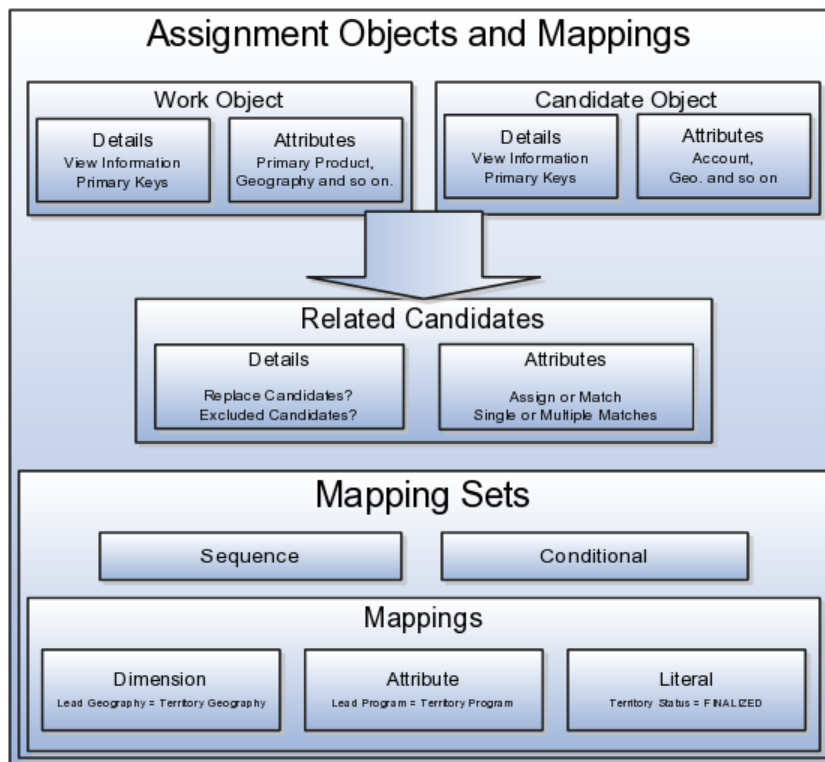 Assignment Objects and Mappings
Work Object
Details
View Information
Primary Keys
Attributes
Primary Product,
Geography and so on.
Candidate Object
Details
View Information
Primary Keys
Attributes
Account,
Geo. and so on
Related Candidates
Details
Replace Candidates?
Excluded Candidates?
Attributes
Assign or Match
Single or Multiple Matches
Mapping Sets
Sequence
Conditional
Mappings
Dimension
Lead Geography = Territory Geography
Attribute
Lead Program = Territory Program
Literal
Territory Status = FINALIZED